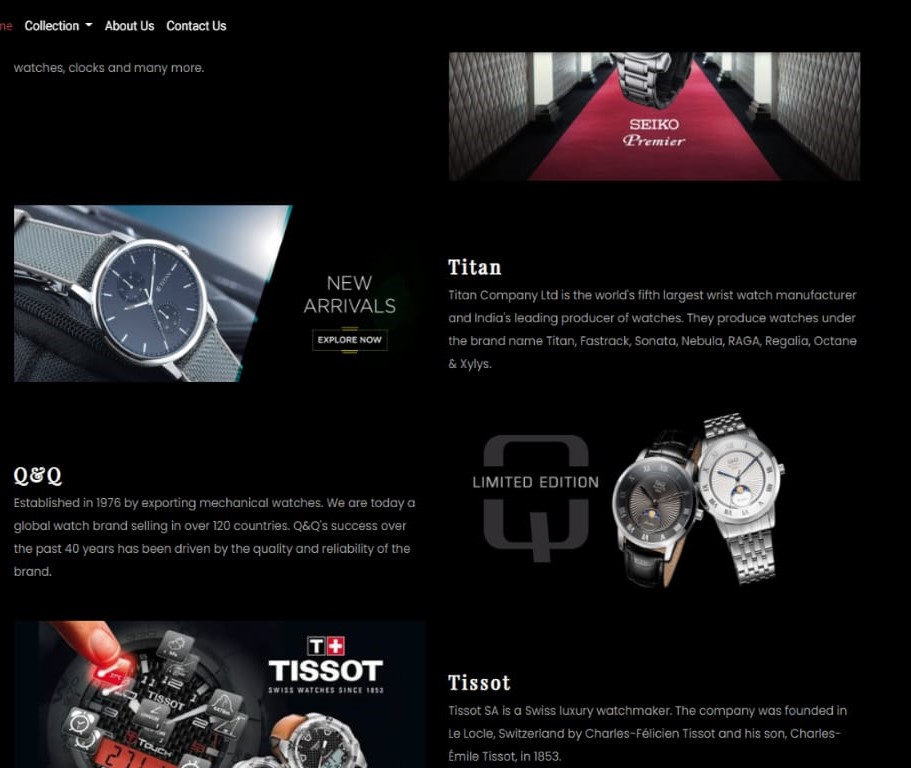 me Collection About Us Contact Us
watches, clocks and many more.
SEIKO
Premier
TITAN
NEW
ARRIVALS
EXPLORE NOW
Titan
Titan Company Ltd is the world's fifth largest wrist watch manufacturer
and India's leading producer of watches. They produce watches under
the brand name Titan, Fastrack, Sonata, Nebula, RAGA, Regalia, Octane
& Xylys.
Q&Q
Established in 1976 by exporting mechanical watches. We are today a
global watch brand selling in over 120 countries. Q&Q's success over
the past 40 years has been driven by the quality and reliability of the
brand.
Q
LIMITED EDITION
T+
TISSOT
SWISS WATCHES SINCE 1853
TISSOT
T-Touch
Tissot
Tissot SA is a Swiss luxury watchmaker. The company was founded in
Le Locle, Switzerland by Charles-Félicien Tissot and his son, Charles-
Émile Tissot, in 1853.